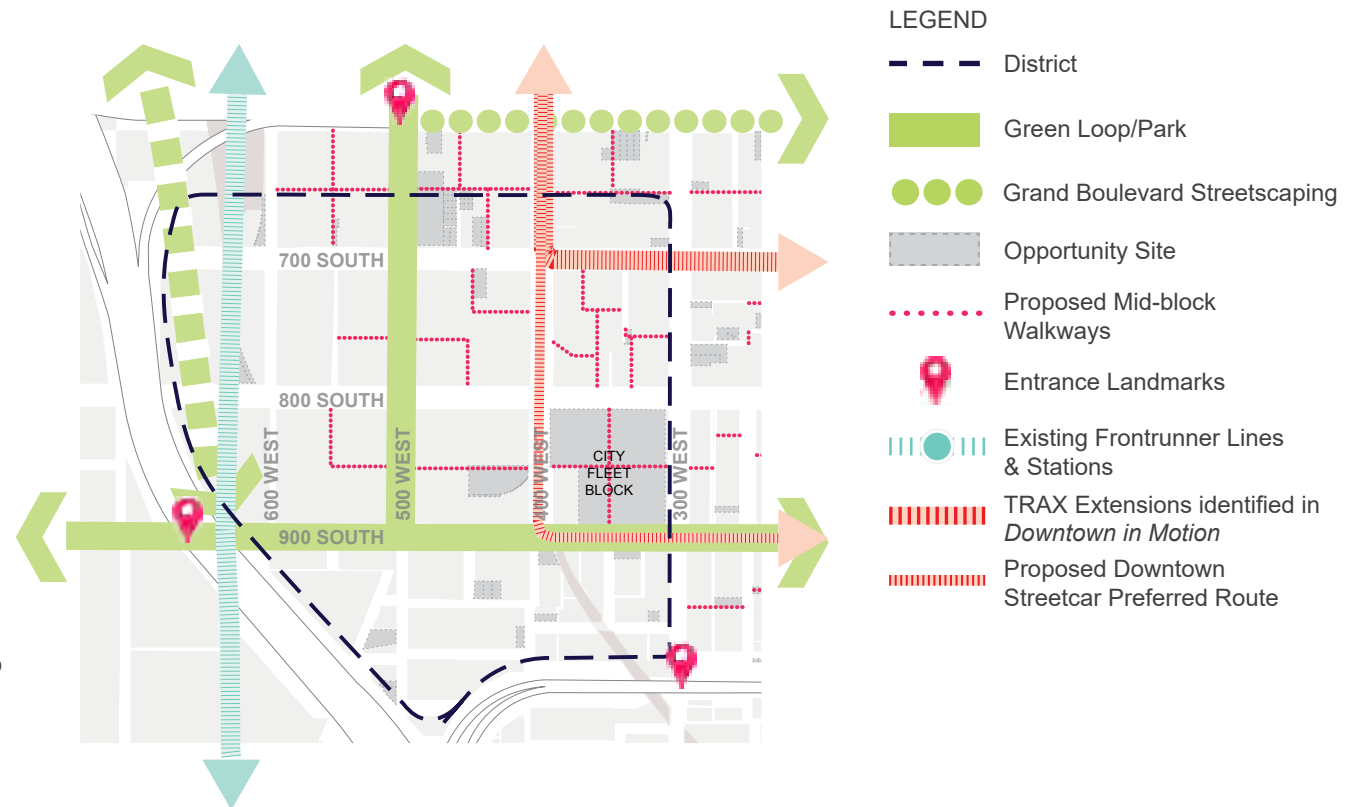 LEGEND
District
Green Loop/Park
Grand Boulevard Streetscaping
Opportunity Site
Proposed Mid-block
Walkways
Entrance Landmarks
Existing Frontrunner Lines
& Stations
TRAX Extensions identified in
Downtown in Motion
Proposed Downtown
Streetcar Preferred Route
700 SOUTH
800 SOUTH
900 SOUTH
600 WEST
500 WEST
400 WEST
300 WEST
CITY
FLEET
BLOCK